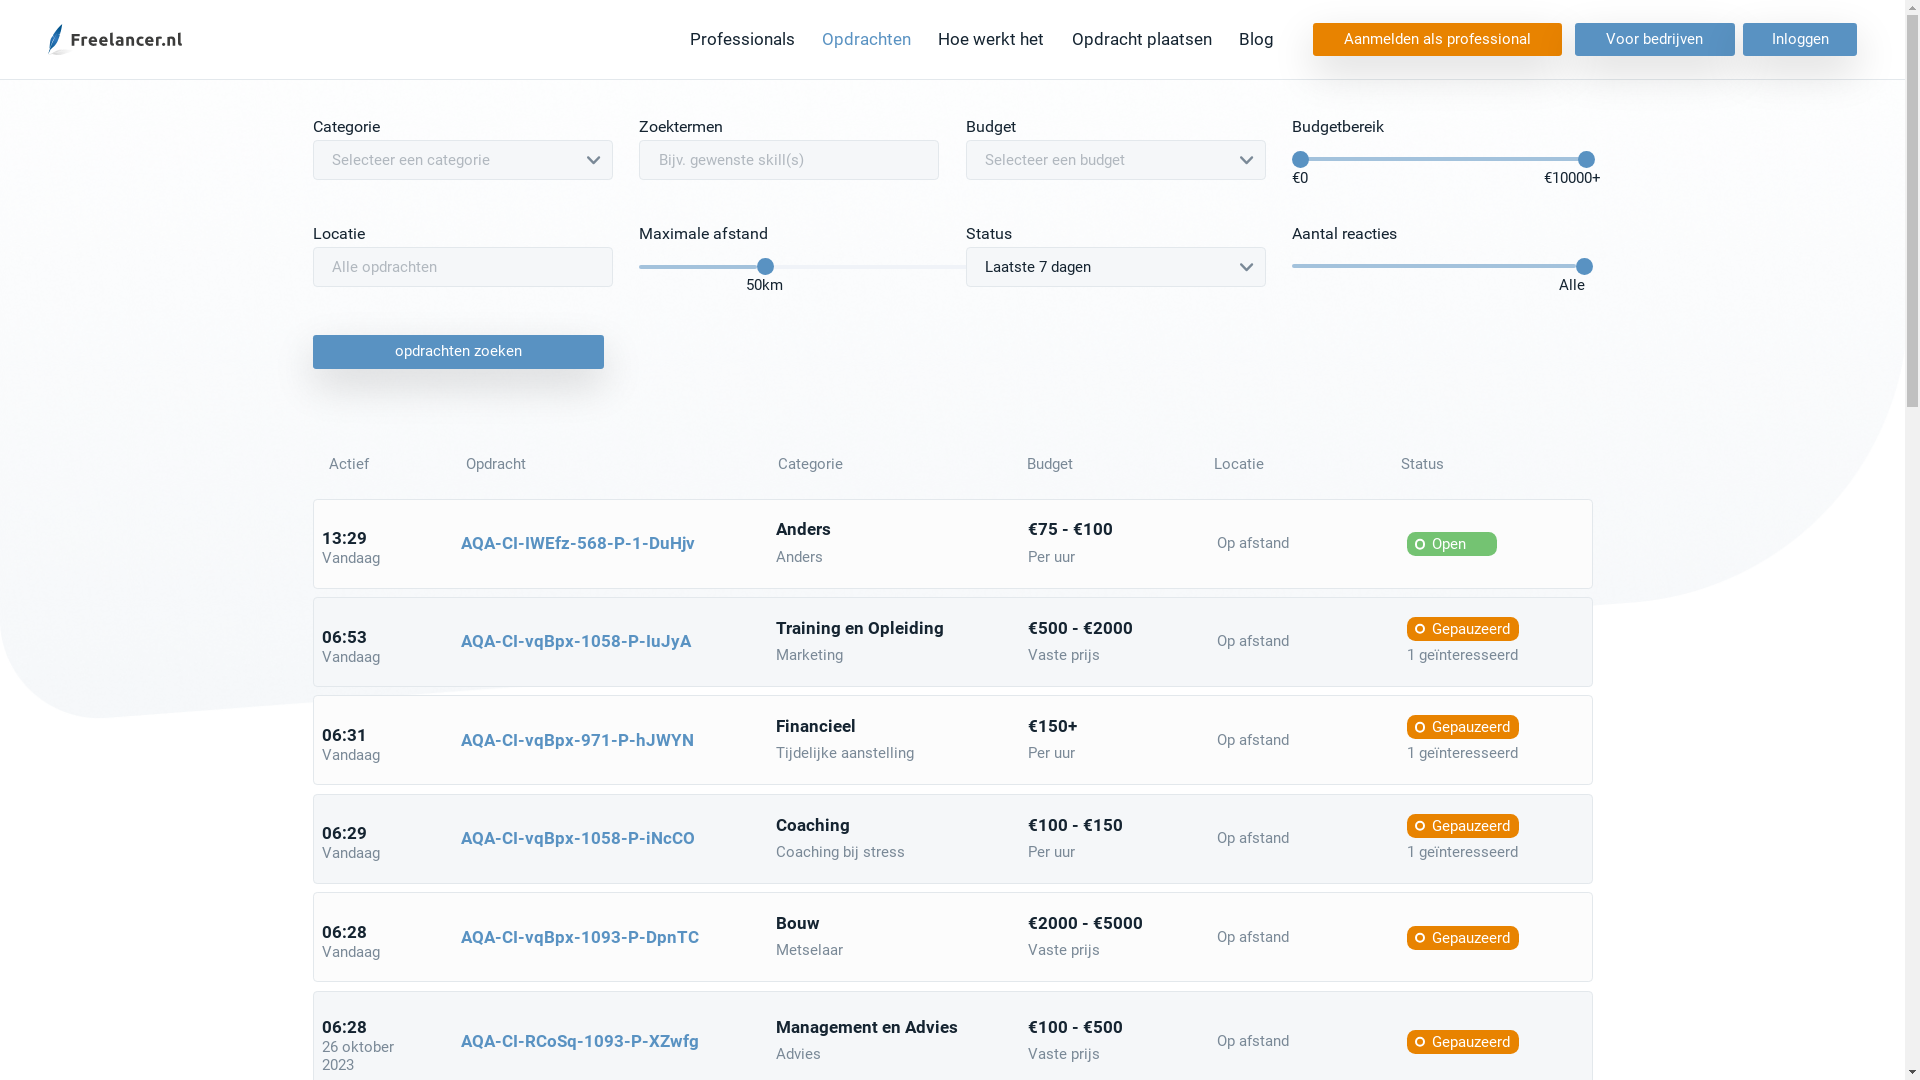 Freelancer.nl
Professionals Opdrachten Hoe werkt het Opdracht plaatsen Blog Aanmelden als professional Voor bedrijven Inloggen
Categorie Zoektermen Budget Budgetbereik
Selecteer een categorie Bijv. gewenste skill(s) Selecteer een budget
€0 €10000+
Locatie Maximale afstand Status Aantal reacties
Alle opdrachten Laatste 7 dagen
50km Alle
opdrachten zoeken
Actief Opdracht Categorie Budget Locatie Status
13:29 AQA-CI-IWEfz-568-P-1-DuHjv Anders €75 - €100 Op afstand Open
Vandaag Anders Per uur
06:53 AQA-CI-vqBpx-1058-P-IuJyA Training en Opleiding €500 - €2000 Op afstand Gepauzeerd
Vandaag Marketing Vaste prijs 1 geïnteresseerd
06:31 AQA-CI-vqBpx-971-P-hJWYN Financieel €150+ Op afstand Gepauzeerd
Vandaag Tijdelijke aanstelling Per uur 1 geïnteresseerd
06:29 AQA-CI-vqBpx-1058-P-iNcCO Coaching €100 - €150 Op afstand Gepauzeerd
Vandaag Coaching bij stress Per uur 1 geïnteresseerd
06:28 AQA-CI-vqBpx-1093-P-DpnTC Bouw €2000 - €5000 Op afstand Gepauzeerd
Vandaag Metselaar Vaste prijs
06:28 AQA-CI-RCoSq-1093-P-XZwfg Management en Advies €100 - €500 Op afstand Gepauzeerd
26 oktober Advies Vaste prijs
2023